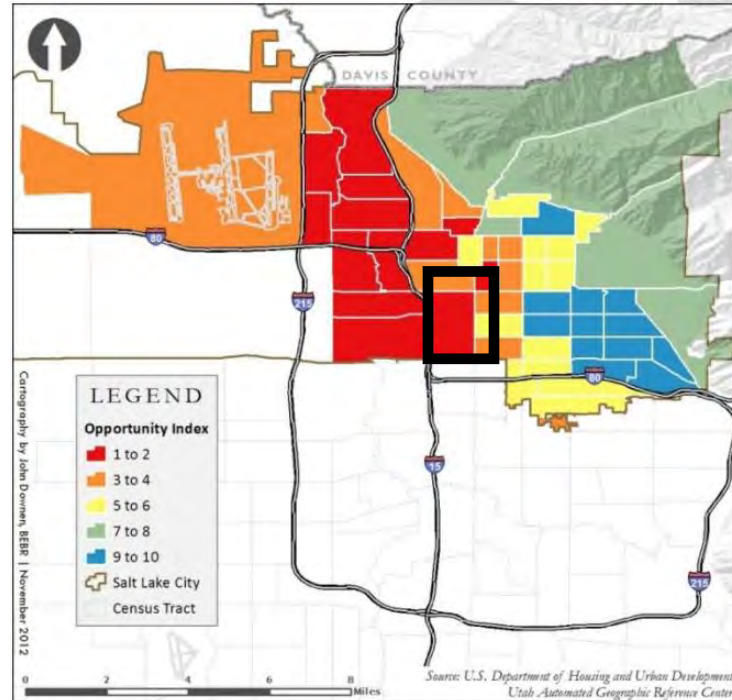 DAVIS COUNTY
80
215
80
15
215
LEGEND
Opportunity Index
1 to 2
3 to 4
5 to 6
7 to 8
9 to 10
Salt Lake City
Census Tract
Cartography by John Downen, BEBR | November 2012
0 2 4 6 8
Miles
Source: U.S. Department of Housing and Urban Development
Utah Automated Geographic Reference Center